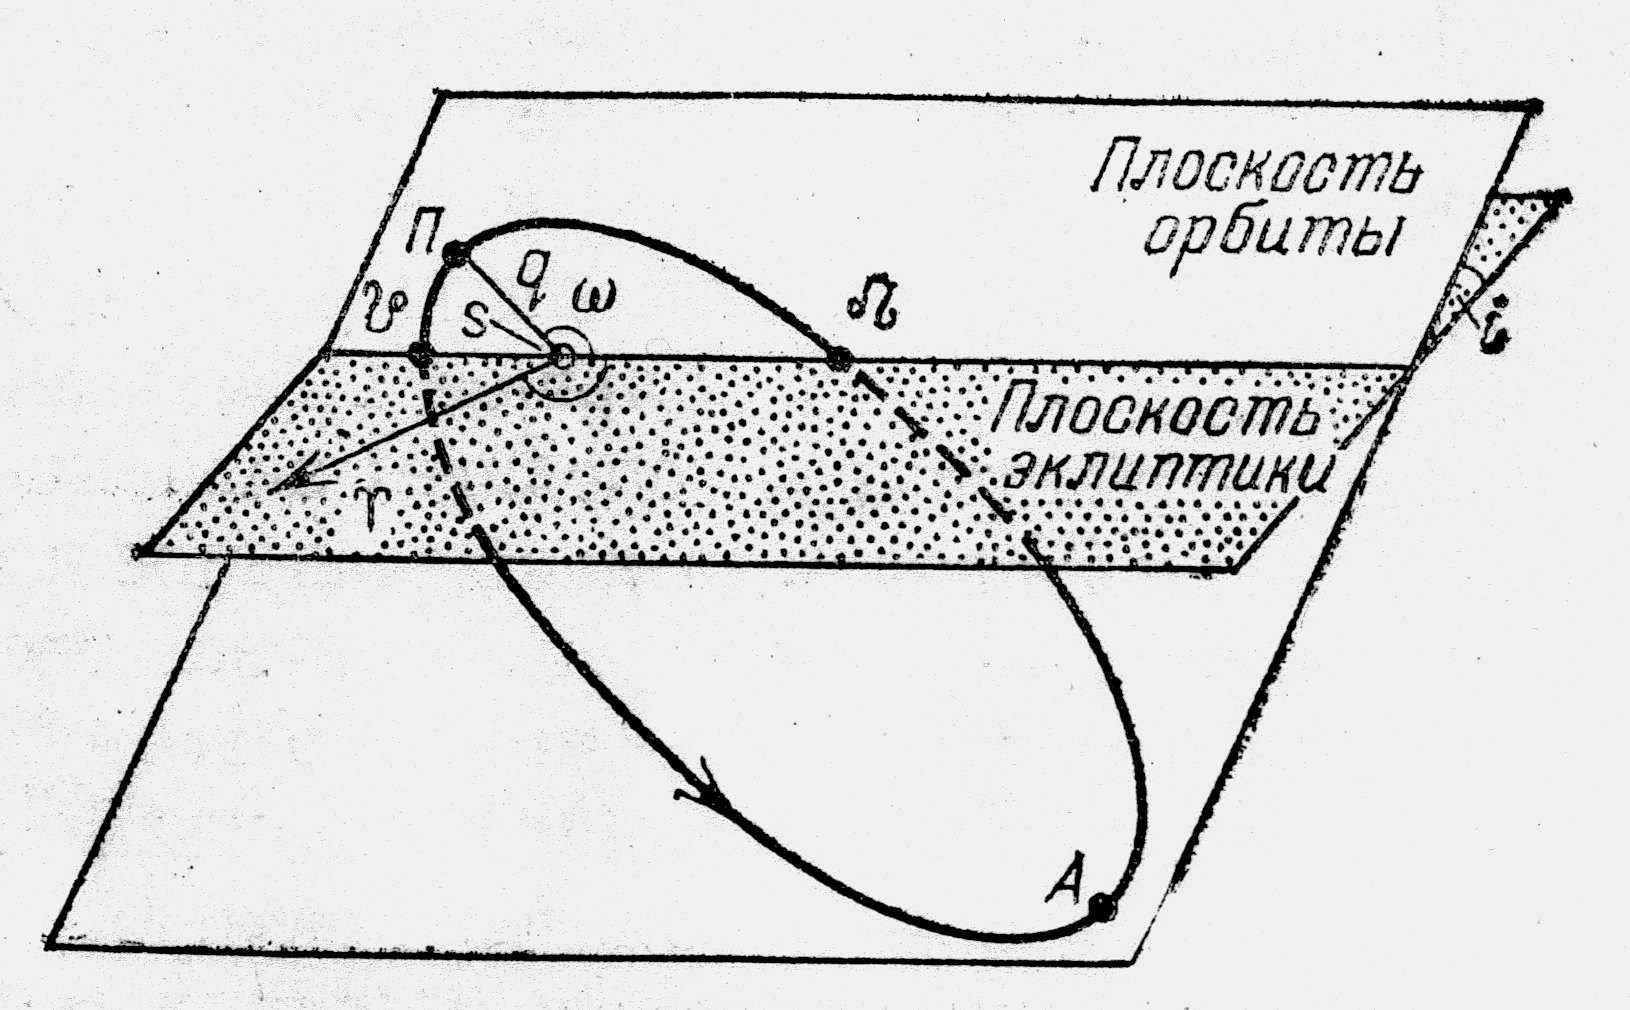 Плоскость
орбиты
П
q
ω
S
☊
i
Плоскость
эклиптики
♈
А